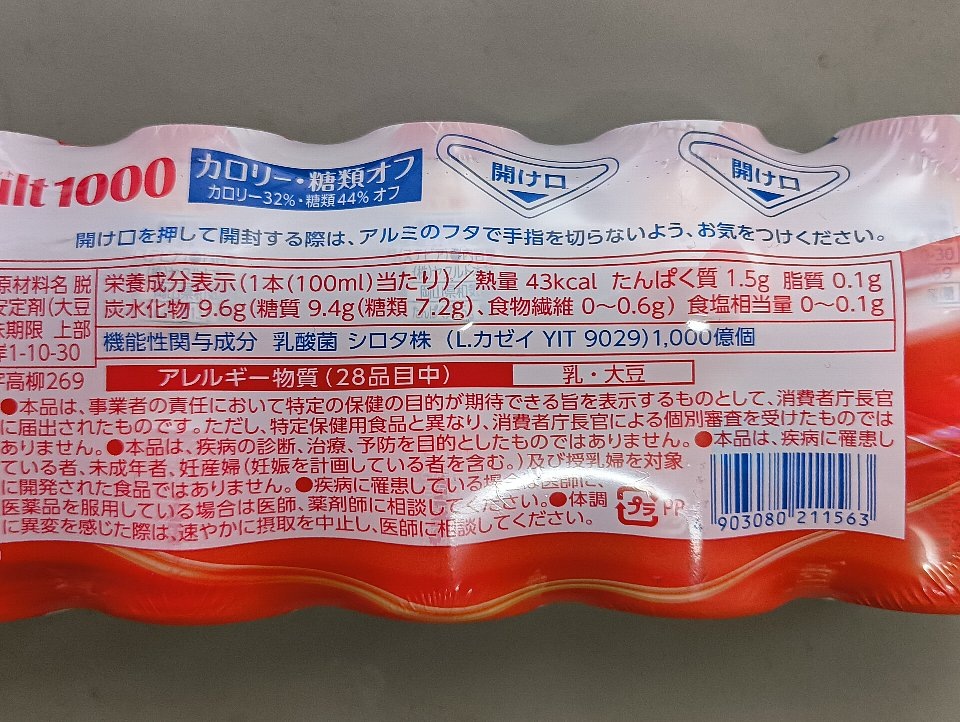 ult 1000
カロリー・糖類オフ
カロリー32%・糖類44%オフ
開け口
開け口
開け口を押して開封する際は、アルミのフタで手指を切らないよう、お気をつけください。
原材料名 脱
安定剤(大豆
末期限 上部
岸1-10-30
字高柳269
栄養成分表示(1本(100ml)当たり)/熱量 43kcal たんぱく質 1.5g 脂質 0.1g
炭水化物 9.6g(糖質 9.4g(糖類 7.2g)、食物繊維 0〜0.6g) 食塩相当量 0〜0.1g
機能性関与成分 乳酸菌 シロタ株 (L.カゼイ YIT 9029)1,000億個
アレルギー物質(28品目中) 乳・大豆
●本品は、事業者の責任において特定の保健の目的が期待できる旨を表示するものとして、消費者庁長官
に届出されたものです。ただし、特定保健用食品と異なり、消費者庁長官による個別審査を受けたものでは
ありません。●本品は、疾病の診断、治療、予防を目的としたものではありません。●本品は、疾病に罹患し
ている者、未成年者、妊産婦(妊娠を計画している者を含む。)及び授乳婦を対象
に開発された食品ではありません。●疾病に罹患している場合は医師に、
医薬品を服用している場合は医師、薬剤師に相談してください。●体調
に異変を感じた際は、速やかに摂取を中止し、医師に相談してください。
プラ PP
903080 211563